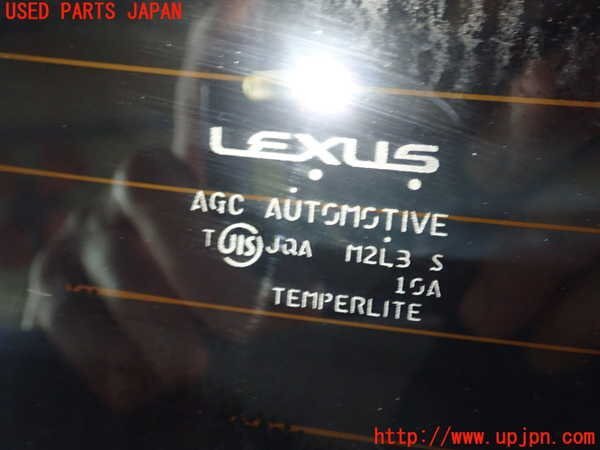 USED PARTS JAPAN
LEXUS
AGC AUTOMOTIVE
T JIS JQA M2L3 S
10A
TEMPERLITE
http://www.upjpn.com/